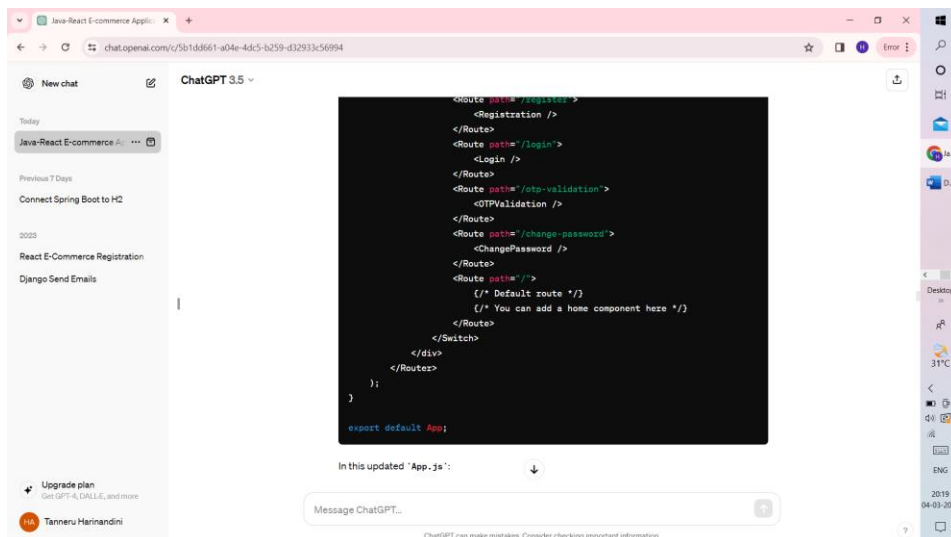 Java-React E-commerce Applic
chat.openai.com/c/5b1dd661-a04e-4dc5-b259-d32933c56994
Error
New chat
ChatGPT 3.5
Today
Java-React E-commerce A
Previous 7 Days
Connect Spring Boot to H2
2023
React E-Commerce Registration
Django Send Emails
<Route path="/register">
<Registration />
</Route>
<Route path="/login">
<Login />
</Route>
<Route path="/otp-validation">
<OTPValidation />
</Route>
<Route path="/change-password">
<ChangePassword />
</Route>
<Route path="/">
{/* Default route */}
{/* You can add a home component here */}
</Route>
</Switch>
</div>
</Router>
);
}
export default App;
In this updated `App.js`:
Upgrade plan
Get GPT-4, DALL·E, and more
HA
Tanneru Harinandini
Message ChatGPT...
ChatGPT can make mistakes. Consider checking important information.
?
H
Ja
D.
Desktop
31°C
ENG
20:19
04-03-20